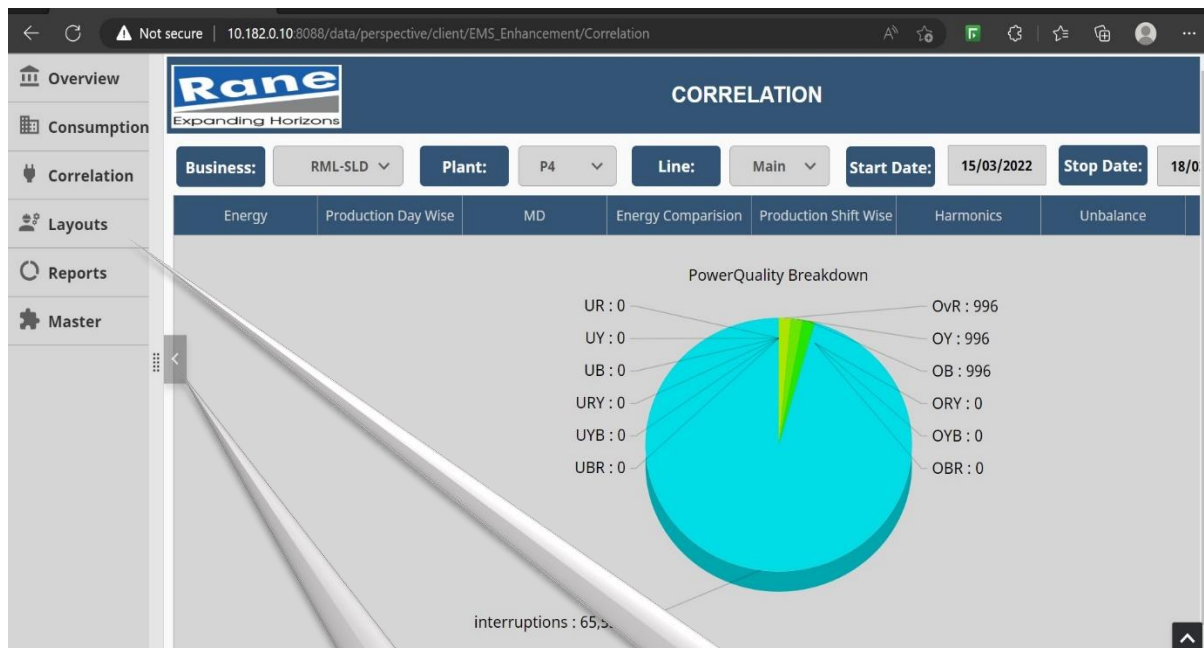 Not secure | 10.182.0.10:8088/data/perspective/client/EMS_Enhancement/Correlation
Overview
Consumption
Correlation
Layouts
Reports
Master
Rane
Expanding Horizons
CORRELATION
Business: RML-SLD Plant: P4 Line: Main Start Date: 15/03/2022 Stop Date: 18/0
Energy Production Day Wise MD Energy Comparision Production Shift Wise Harmonics Unbalance
PowerQuality Breakdown
UR : 0
UY : 0
UB : 0
URY : 0
UYB : 0
UBR : 0
OvR : 996
OY : 996
OB : 996
ORY : 0
OYB : 0
OBR : 0
interruptions : 65,